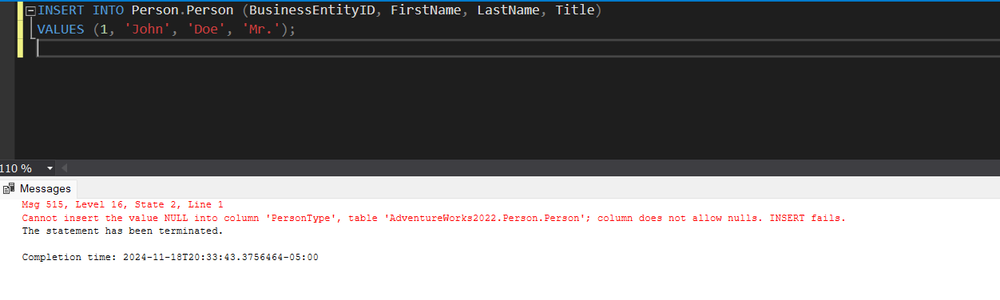 INSERT INTO Person.Person (BusinessEntityID, FirstName, LastName, Title)
VALUES (1, 'John', 'Doe', 'Mr.');
110 %
Messages
Msg 515, Level 16, State 2, Line 1
Cannot insert the value NULL into column 'PersonType', table 'AdventureWorks2022.Person.Person'; column does not allow nulls. INSERT fails.
The statement has been terminated.
Completion time: 2024-11-18T20:33:43.3756464-05:00